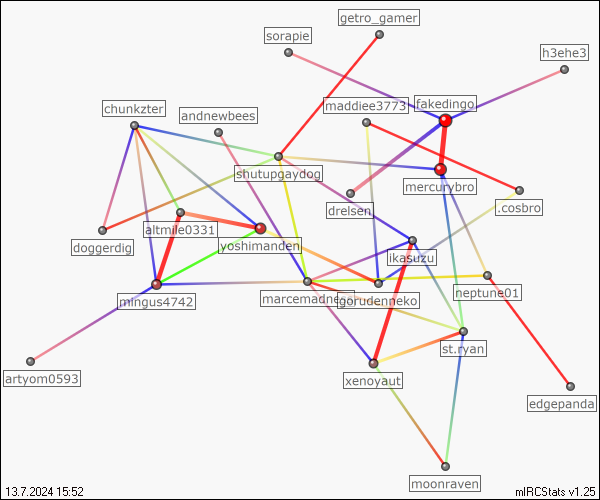 getro_gamer
sorapie
h3ehe3
fakedingo
maddiee3773
chunkzter
andnewbees
shutupgaydog
mercurybro
drelsen
.cosbro
altmile0331
doggerdig
yoshimanden
ikasuzu
mingus4742
gorudenneko
neptune01
st.ryan
artyom0593
xenoyaut
edgepanda
moonraven
13.7.2024 15:52
mIRCStats v1.25